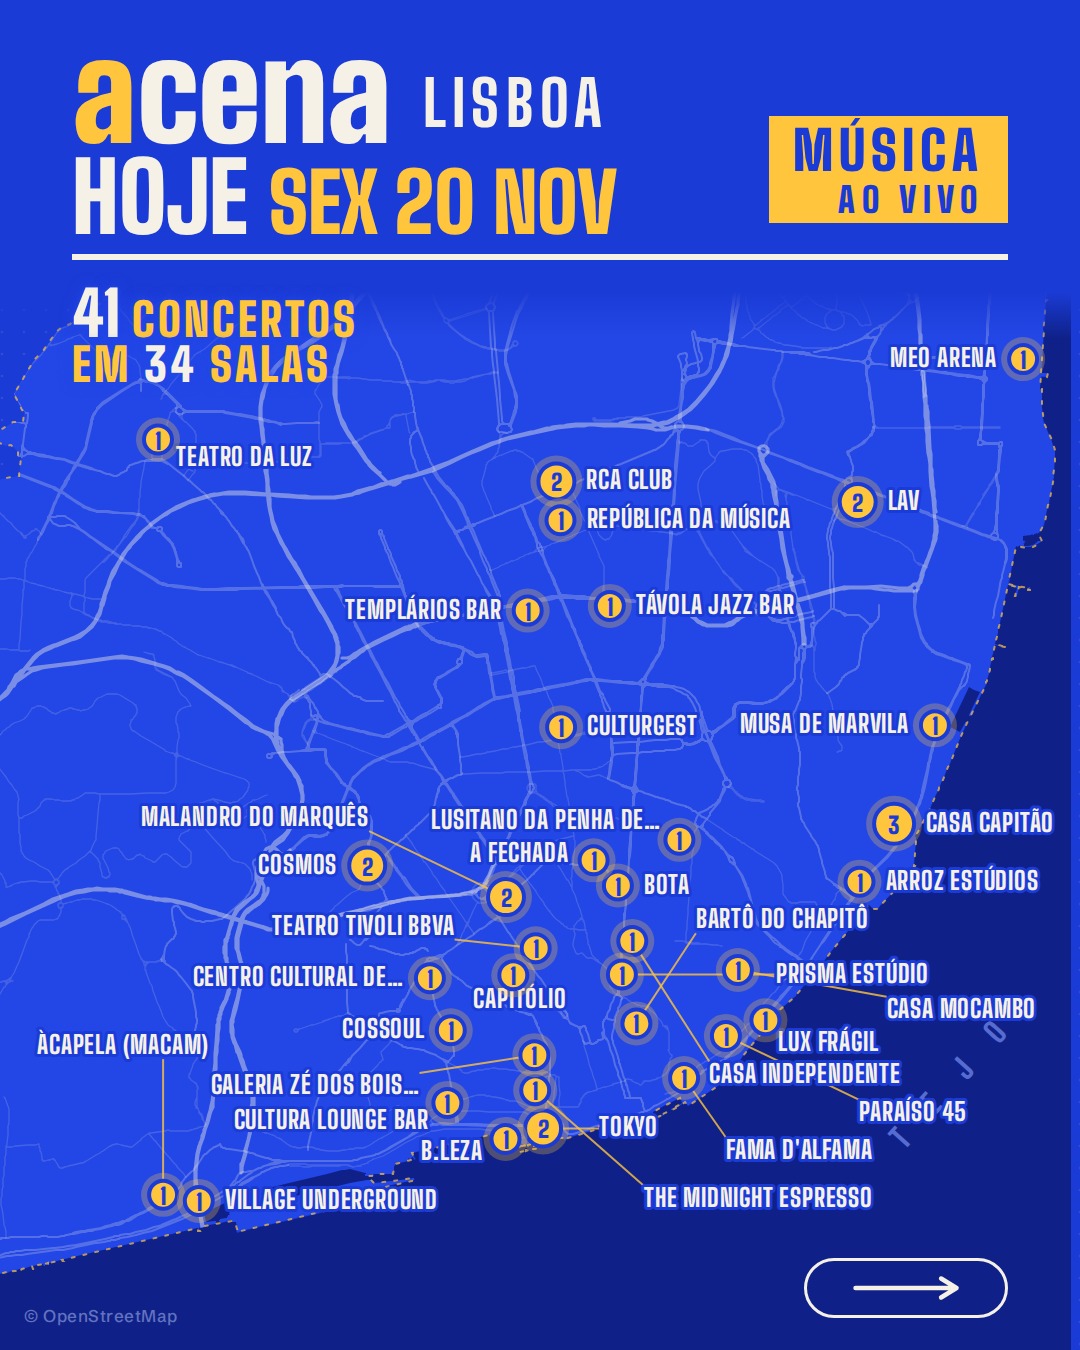 acena LISBOA
HOJE SEX 20 NOV
MÚSICA
AO VIVO
41 CONCERTOS
EM 34 SALAS
MEO ARENA 1
1 TEATRO DA LUZ
2 RCA CLUB
2 LAV
1 REPÚBLICA DA MÚSICA
TEMPLÁRIOS BAR 1
1 TÁVOLA JAZZ BAR
1 CULTURGEST
MUSA DE MARVILA 1
MALANDRO DO MARQUÊS 2
LUSITANO DA PENHA DE... 1
3 CASA CAPITÃO
A FECHADA 1
COSMOS 2
1 BOTA
1 ARROZ ESTÚDIOS
BARTÔ DO CHAPITÔ 1
TEATRO TIVOLI BBVA 1
1
CENTRO CULTURAL DE... 1
1
CAPITÓLIO
1
1 PRISMA ESTÚDIO
CASA MOCAMBO
COSSOUL 1
1 LUX FRÁGIL
1
ÀCAPELA (MACAM) 1
TEJO
GALERIA ZÉ DOS BOIS... 1
1 CASA INDEPENDENTE
CULTURA LOUNGE BAR 1
1
PARAÍSO 45
2 TOKYO
B.LEZA 1
FAMA D'ALFAMA
THE MIDNIGHT ESPRESSO
1 VILLAGE UNDERGROUND
© OpenStreetMap